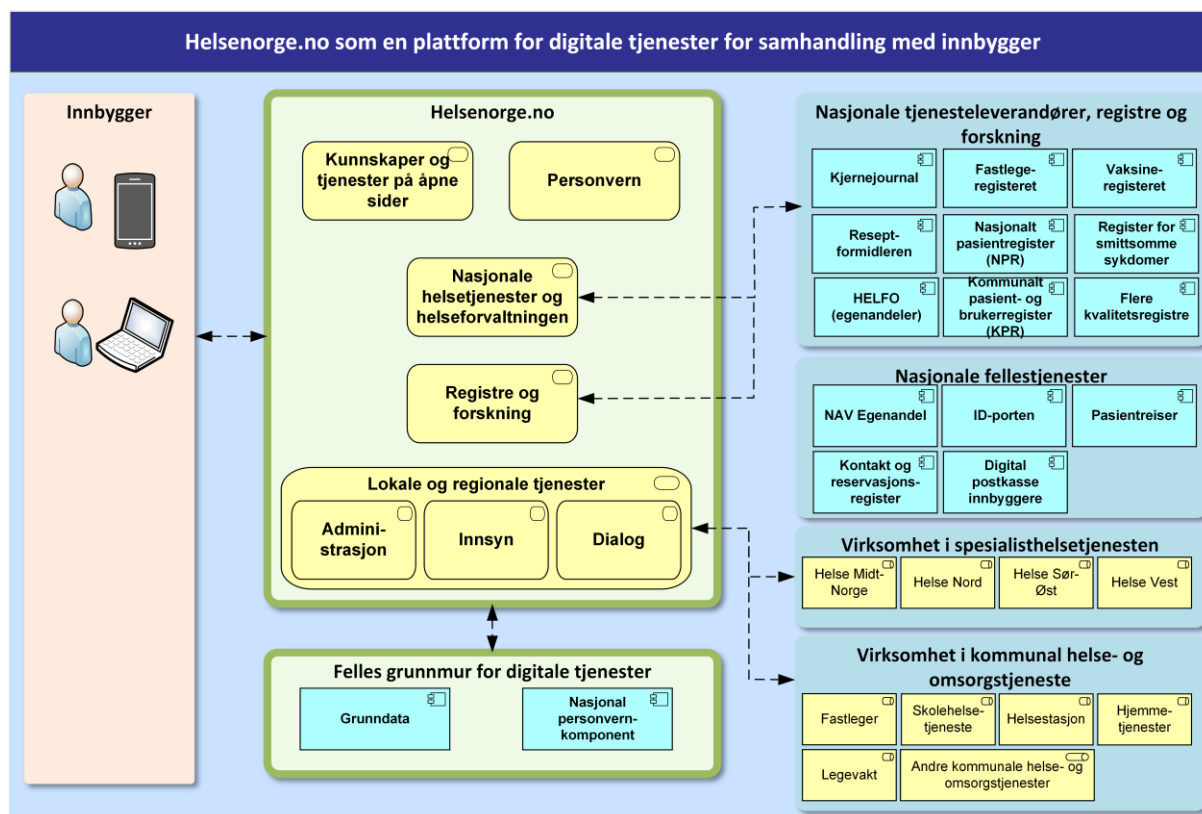 Helsenorge.no som en plattform for digitale tjenester for samhandling med innbygger
Innbygger
Helsenorge.no
Kunnskaper og
tjenester på åpne
sider
Personvern
Nasjonale
helsetjenester og
helseforvaltningen
Registre og
forskning
Lokale og regionale tjenester
Admini-
strasjon
Innsyn
Dialog
Felles grunnmur for digitale tjenester
Grunndata
Nasjonal
personvern-
komponent
Nasjonale tjenesteleverandører, registre og
forskning
Kjernejournal
Fastlege-
registeret
Vaksine-
registeret
Resept-
formidleren
Nasjonalt
pasientregister
(NPR)
Register for
smittsomme
sykdomer
HELFO
(egenandeler)
Kommunalt
pasient- og
brukerregister
(KPR)
Flere
kvalitetsregistre
Nasjonale fellestjenester
NAV Egenandel
ID-porten
Pasientreiser
Kontakt og
reservasjons-
register
Digital
postkasse
innbyggere
Virksomhet i spesialisthelsetjenesten
Helse Midt-
Norge
Helse Nord
Helse Sør-
Øst
Helse Vest
Virksomhet i kommunal helse- og
omsorgstjeneste
Fastleger
Skolehelse-
tjeneste
Helsestasjon
Hjemme-
tjenester
Legevakt
Andre kommunale helse- og
omsorgstjenester